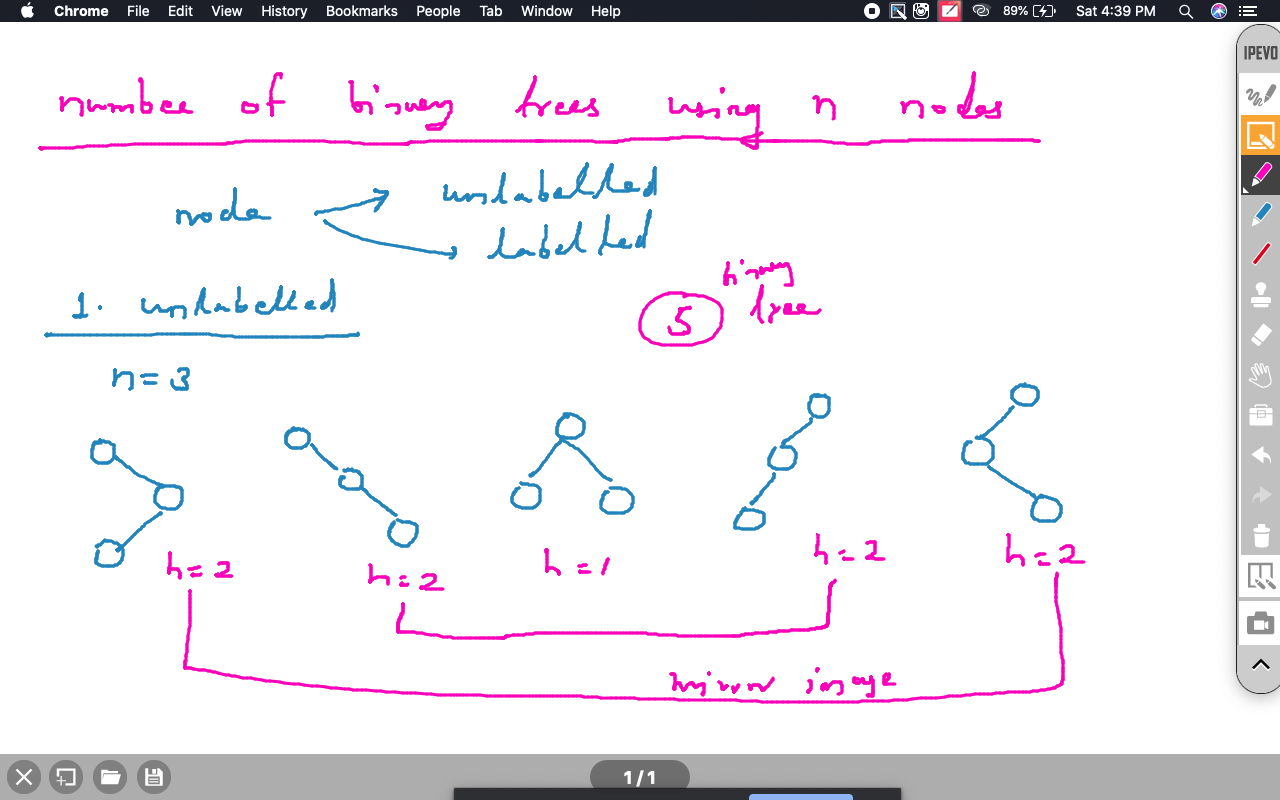 Chrome File Edit View History Bookmarks People Tab Window Help 89% Sat 4:39 PM
IPEVO
number of binary trees using n nodes
node unlabelled
labelled
1. unlabelled
5 binary tree
n = 3
h = 2 h = 2 h = 1 h = 2 h = 2
mirror image
1/1